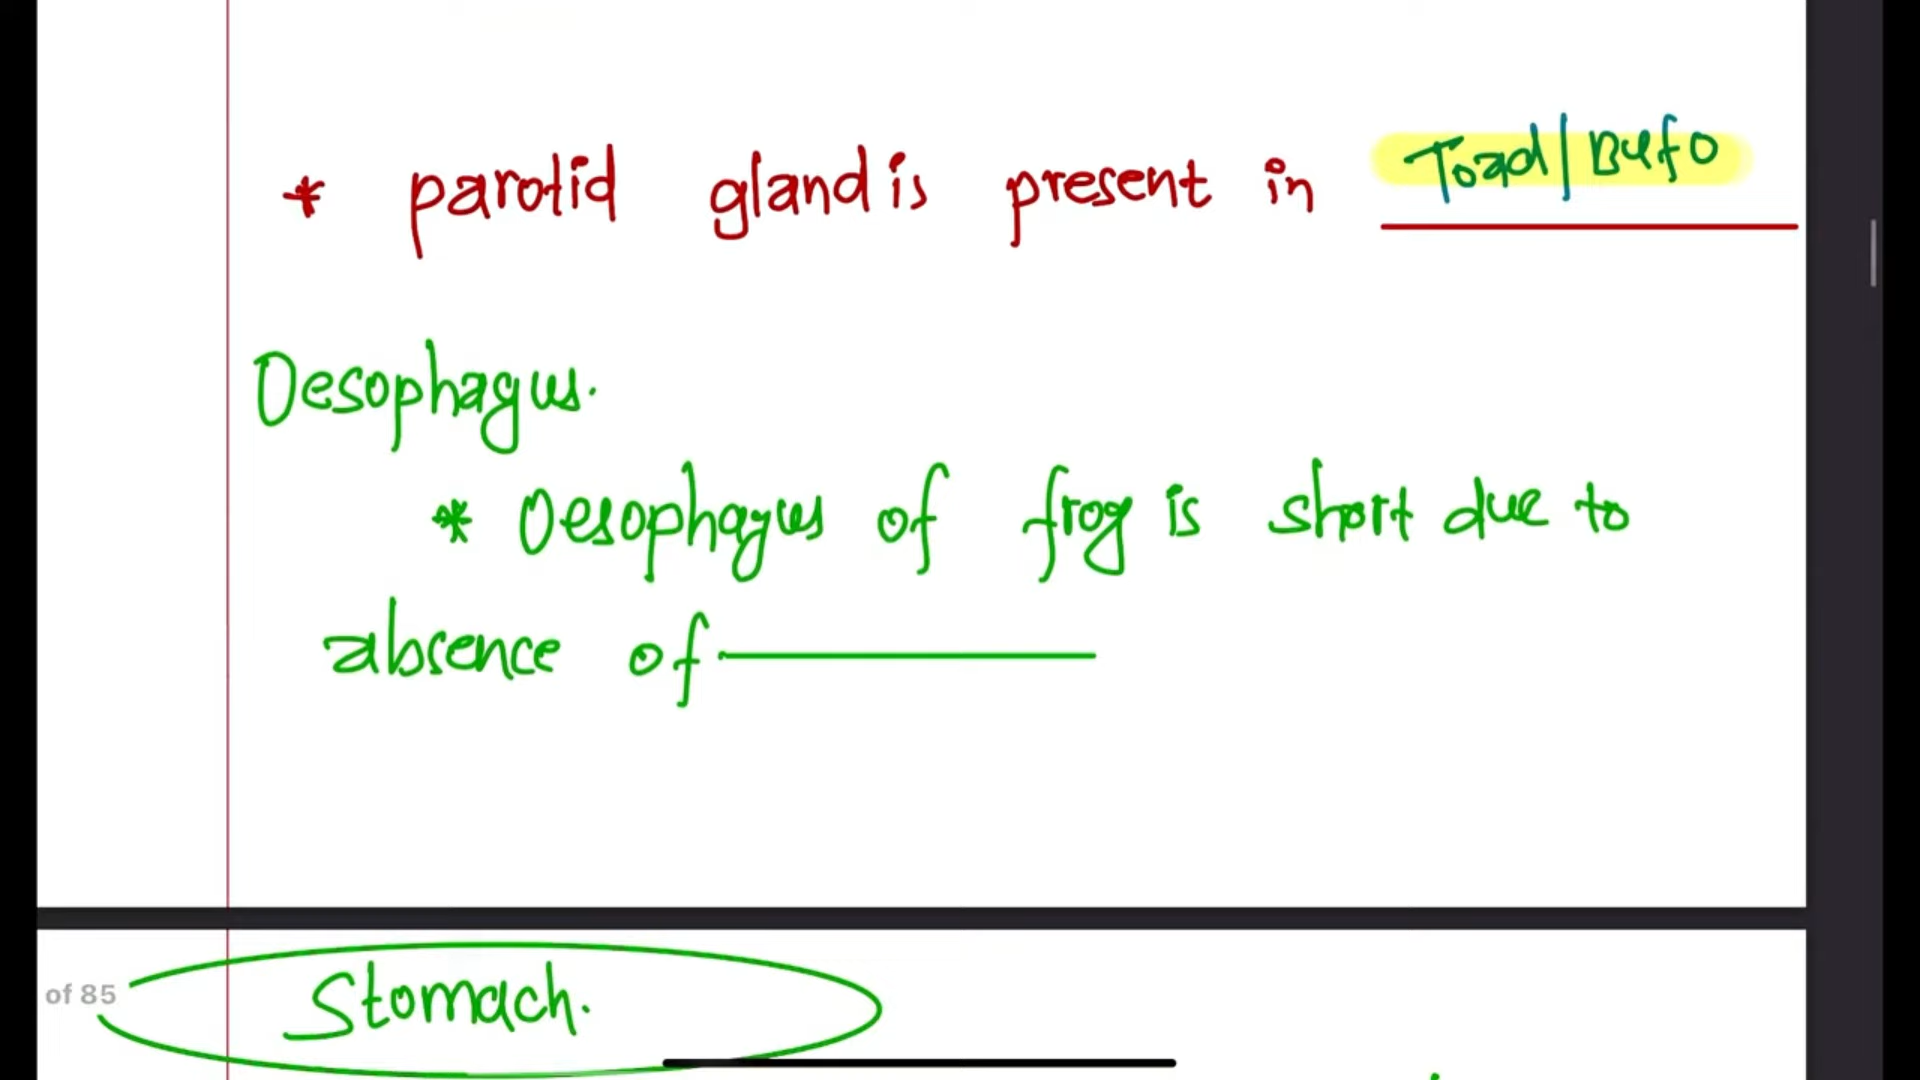 * parotid gland is present in Toad/Bufo
Oesophagus.
* Oesophagus of frog is short due to
absence of
Stomach.
of 85